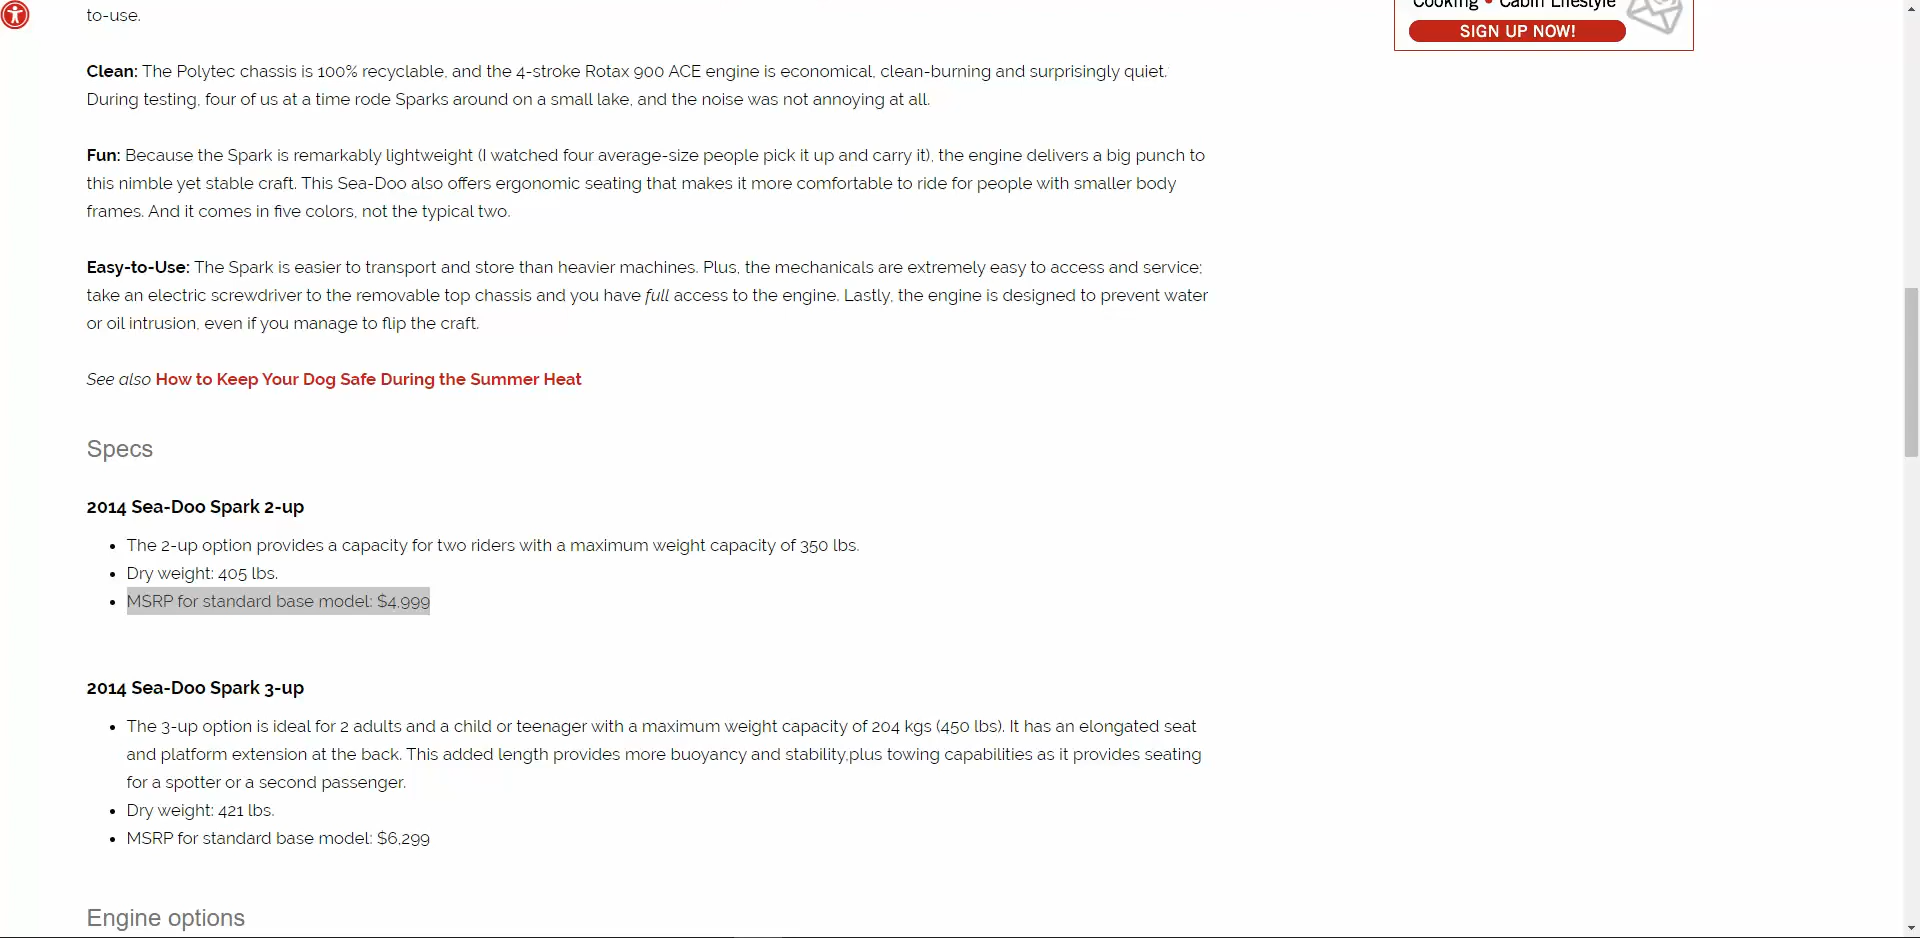 to-use.
Cooking • Cabin Lifestyle
SIGN UP NOW!
Clean: The Polytec chassis is 100% recyclable, and the 4-stroke Rotax 900 ACE engine is economical, clean-burning and surprisingly quiet.
During testing, four of us at a time rode Sparks around on a small lake, and the noise was not annoying at all.
Fun: Because the Spark is remarkably lightweight (I watched four average-size people pick it up and carry it), the engine delivers a big punch to
this nimble yet stable craft. This Sea-Doo also offers ergonomic seating that makes it more comfortable to ride for people with smaller body
frames. And it comes in five colors, not the typical two.
Easy-to-Use: The Spark is easier to transport and store than heavier machines. Plus, the mechanicals are extremely easy to access and service;
take an electric screwdriver to the removable top chassis and you have full access to the engine. Lastly, the engine is designed to prevent water
or oil intrusion, even if you manage to flip the craft.
See also How to Keep Your Dog Safe During the Summer Heat
Specs
2014 Sea-Doo Spark 2-up
• The 2-up option provides a capacity for two riders with a maximum weight capacity of 350 lbs.
• Dry weight: 405 lbs.
• MSRP for standard base model: $4,999
2014 Sea-Doo Spark 3-up
• The 3-up option is ideal for 2 adults and a child or teenager with a maximum weight capacity of 204 kgs (450 lbs). It has an elongated seat
and platform extension at the back. This added length provides more buoyancy and stability,plus towing capabilities as it provides seating
for a spotter or a second passenger.
• Dry weight: 421 lbs.
• MSRP for standard base model: $6,299
Engine options